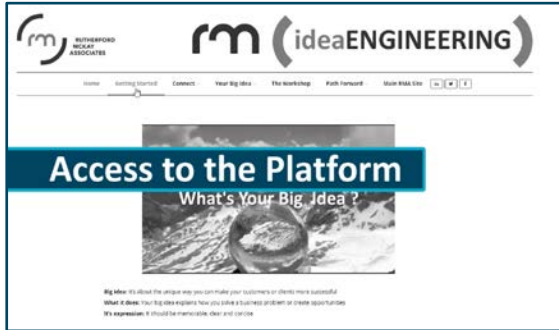 rm RUTHERFORD
MCKAY
ASSOCIATES
rm (ideaENGINEERING)
Home Getting Started Connect Your Big Idea The Workshop Path Forward Main RMA Site in f
Access to the Platform
What's Your Big Idea ?
Big Idea: It's about the unique way you can make your customers or clients more successful
What it does: Your big idea explains how you solve a business problem or create opportunities
It's expression: It should be memorable, clear and concise